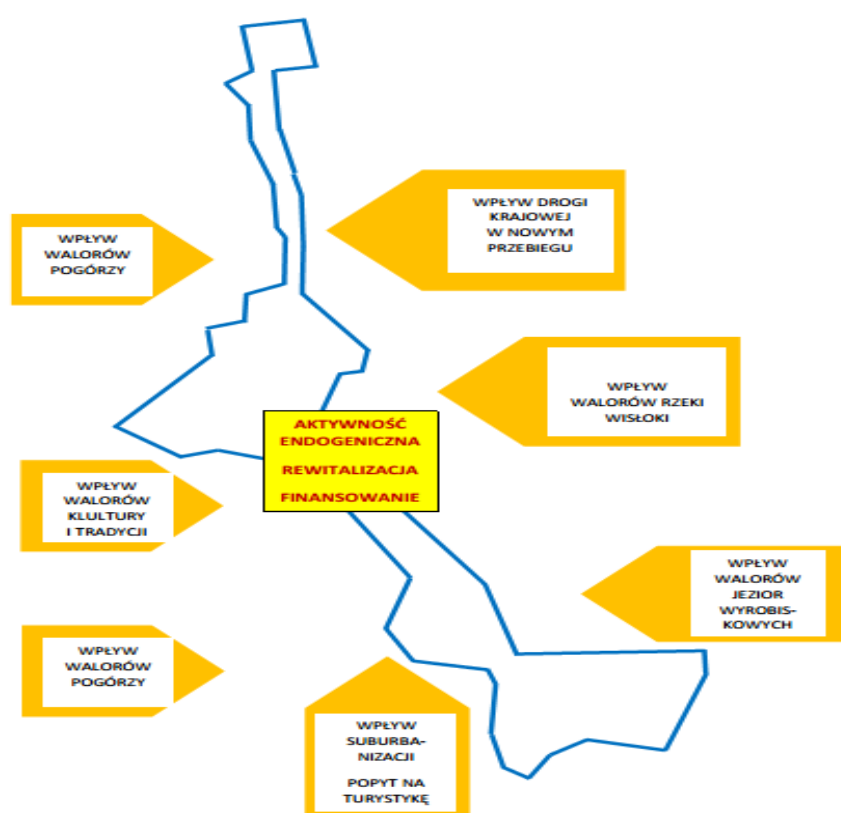 WPŁYW DROGI
KRAJOWEJ
W NOWYM
PRZEBIEGU
WPŁYW
WALORÓW
POGÓRZY
WPŁYW
WALORÓW RZEKI
WISŁOKI
AKTYWNOŚĆ
ENDOGENICZNA
REWITALIZACJA
FINANSOWANIE
WPŁYW
WALORÓW
KLULTURY
I TRADYCJI
WPŁYW
WALORÓW
JEZIOR
WYROBIS-
KOWYCH
WPŁYW
WALORÓW
POGÓRZY
WPŁYW
SUBURBA-
NIZACJI
POPYT NA
TURYSTYKĘ